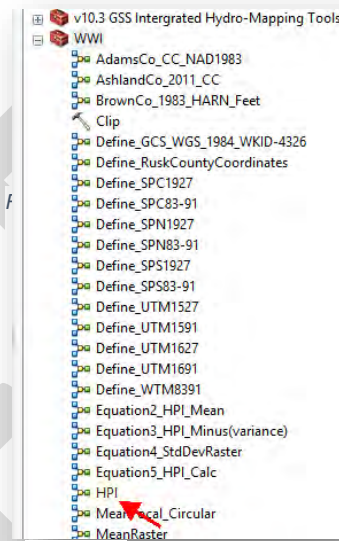 v10.3 GSS Intergrated Hydro-Mapping Tools
WWI
AdamsCo_CC_NAD1983
AshlandCo_2011_CC
BrownCo_1983_HARN_Feet
Clip
Define_GCS_WGS_1984_WKID-4326
Define_RuskCountyCoordinates
Define_SPC1927
Define_SPC83-91
Define_SPN1927
Define_SPN83-91
Define_SPS1927
Define_SPS83-91
Define_UTM1527
Define_UTM1591
Define_UTM1627
Define_UTM1691
Define_WTM8391
Equation2_HPI_Mean
Equation3_HPI_Minus(variance)
Equation4_StdDevRaster
Equation5_HPI_Calc
HPI
MeanFocal_Circular
MeanRaster